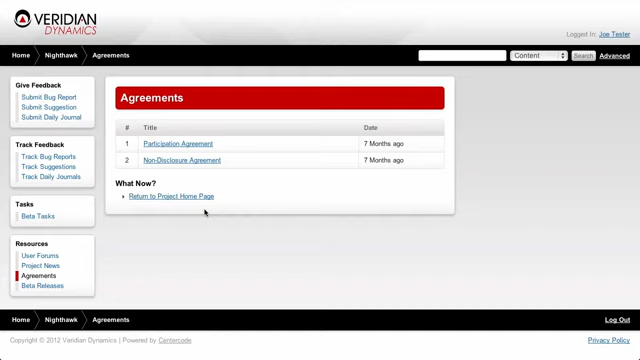 VERIDIAN
DYNAMICS
Logged In: Joe Tester
Home Nighthawk Agreements Content Search Advanced
Give Feedback
Submit Bug Report
Submit Suggestion
Submit Daily Journal
Track Feedback
Track Bug Reports
Track Suggestions
Track Daily Journals
Tasks
Beta Tasks
Resources
User Forums
Project News
Agreements
Beta Releases
Agreements
# Title Date
1 Participation Agreement 7 Months ago
2 Non-Disclosure Agreement 7 Months ago
What Now?
Return to Project Home Page
Home Nighthawk Agreements Log Out
Copyright © 2012 Veridian Dynamics | Powered by Centercode Privacy Policy